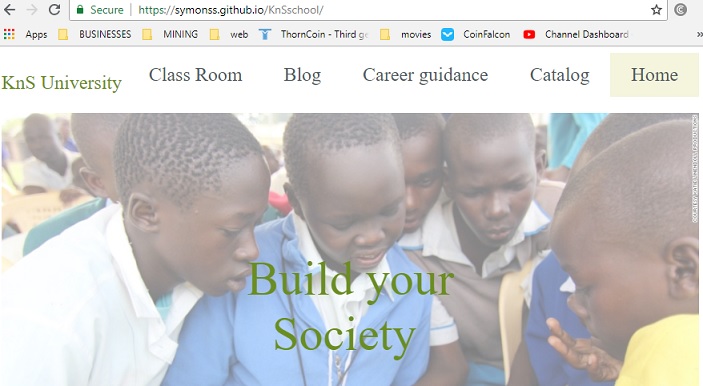 Secure | https://symonss.github.io/KnSschool/
Apps BUSINESSES MINING web ThornCoin - Third ge movies CoinFalcon Channel Dashboard »
KnS University Class Room Blog Career guidance Catalog Home
Build your
Society